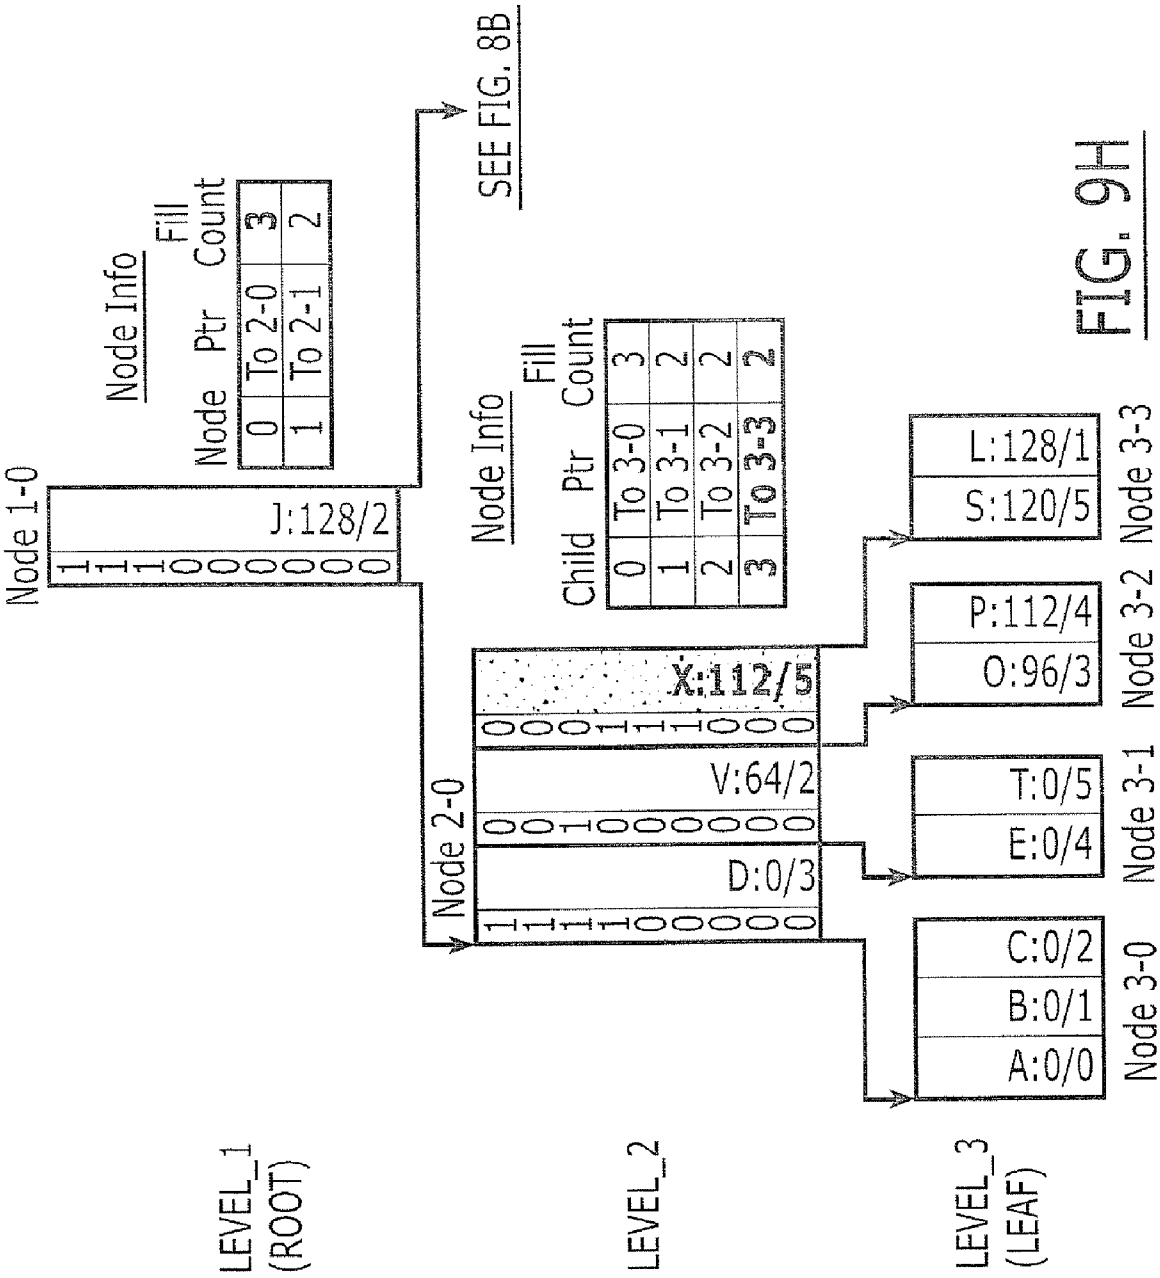 Node 1-0
1
1
1
0
0
0
0
0
0
J:128/2
Node Info
Node Ptr Fill Count
0 To 2-0 3
1 To 2-1 2
LEVEL_1
(ROOT)
SEE FIG. 8B
Node 2-0
1 0 0
1 0 0
1 1 0
1 0 1
0 0 1
0 0 1
0 0 0
0 0 0
0 0 0
D:0/3 V:64/2 X:112/5
Node Info
Child Ptr Fill Count
0 To 3-0 3
1 To 3-1 2
2 To 3-2 2
3 To 3-3 2
LEVEL_2
LEVEL_3
(LEAF)
A:0/0 B:0/1 C:0/2
Node 3-0
E:0/4 T:0/5
Node 3-1
O:96/3 P:112/4
Node 3-2
S:120/5 L:128/1
Node 3-3
FIG. 9H